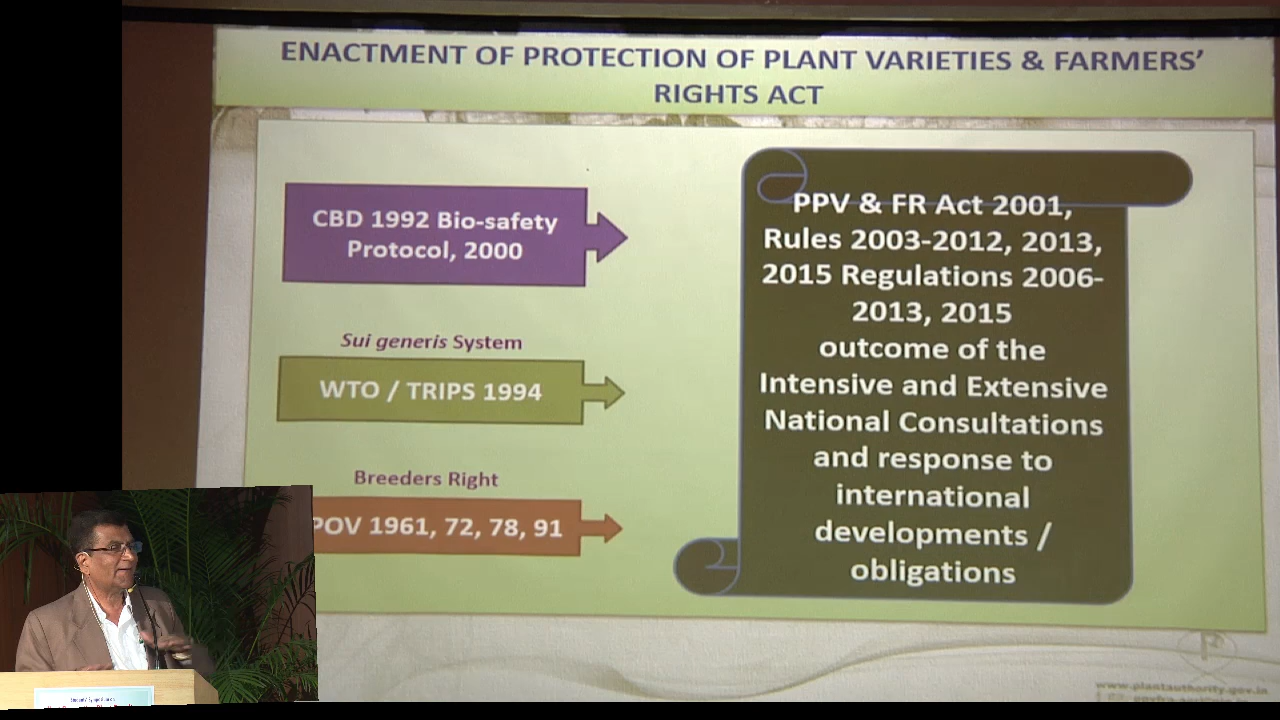 ENACTMENT OF PROTECTION OF PLANT VARIETIES & FARMERS'
RIGHTS ACT
CBD 1992 Bio-safety
Protocol, 2000
Sui generis System
WTO / TRIPS 1994
Breeders Right
POV 1961, 72, 78, 91
PPV & FR Act 2001,
Rules 2003-2012, 2013,
2015 Regulations 2006-
2013, 2015
outcome of the
Intensive and Extensive
National Consultations
and response to
international
developments /
obligations
www.plantauthority.gov.in
Students' Symposium on